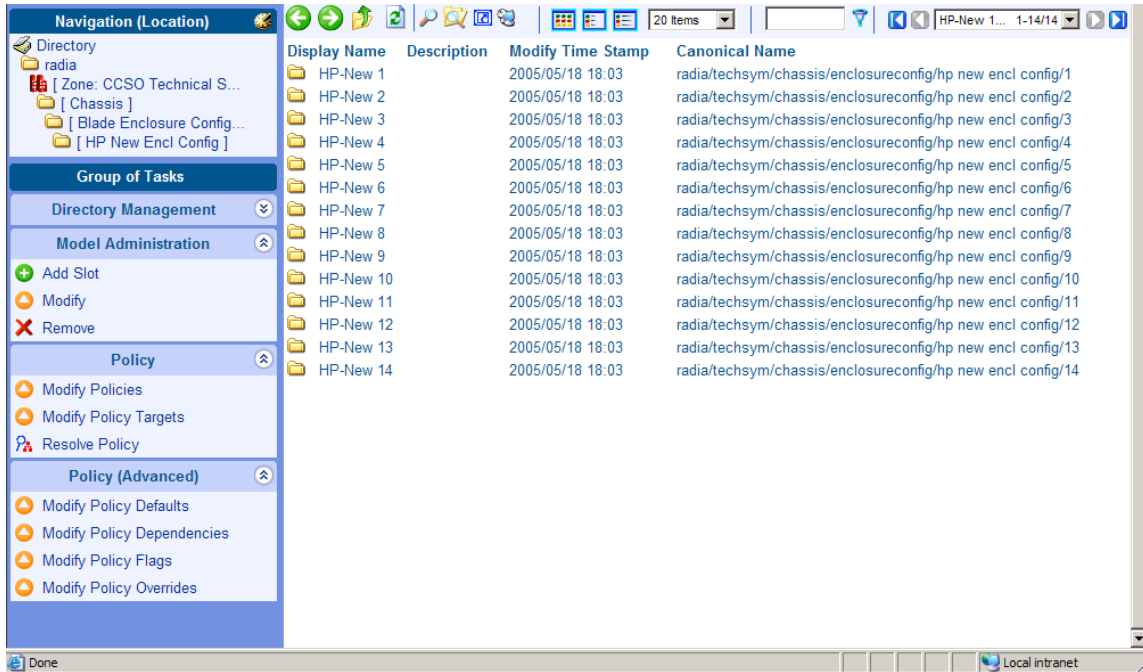 Navigation (Location)
Directory
radia
[ Zone: CCSO Technical S...
[ Chassis ]
[ Blade Enclosure Config...
[ HP New Encl Config ]
Group of Tasks
Directory Management
Model Administration
Add Slot
Modify
Remove
Policy
Modify Policies
Modify Policy Targets
Resolve Policy
Policy (Advanced)
Modify Policy Defaults
Modify Policy Dependencies
Modify Policy Flags
Modify Policy Overrides
20 Items
HP-New 1... 1-14/14
Display Name Description Modify Time Stamp Canonical Name
HP-New 1 2005/05/18 18:03 radia/techsym/chassis/enclosureconfig/hp new encl config/1
HP-New 2 2005/05/18 18:03 radia/techsym/chassis/enclosureconfig/hp new encl config/2
HP-New 3 2005/05/18 18:03 radia/techsym/chassis/enclosureconfig/hp new encl config/3
HP-New 4 2005/05/18 18:03 radia/techsym/chassis/enclosureconfig/hp new encl config/4
HP-New 5 2005/05/18 18:03 radia/techsym/chassis/enclosureconfig/hp new encl config/5
HP-New 6 2005/05/18 18:03 radia/techsym/chassis/enclosureconfig/hp new encl config/6
HP-New 7 2005/05/18 18:03 radia/techsym/chassis/enclosureconfig/hp new encl config/7
HP-New 8 2005/05/18 18:03 radia/techsym/chassis/enclosureconfig/hp new encl config/8
HP-New 9 2005/05/18 18:03 radia/techsym/chassis/enclosureconfig/hp new encl config/9
HP-New 10 2005/05/18 18:03 radia/techsym/chassis/enclosureconfig/hp new encl config/10
HP-New 11 2005/05/18 18:03 radia/techsym/chassis/enclosureconfig/hp new encl config/11
HP-New 12 2005/05/18 18:03 radia/techsym/chassis/enclosureconfig/hp new encl config/12
HP-New 13 2005/05/18 18:03 radia/techsym/chassis/enclosureconfig/hp new encl config/13
HP-New 14 2005/05/18 18:03 radia/techsym/chassis/enclosureconfig/hp new encl config/14
Done
Local intranet